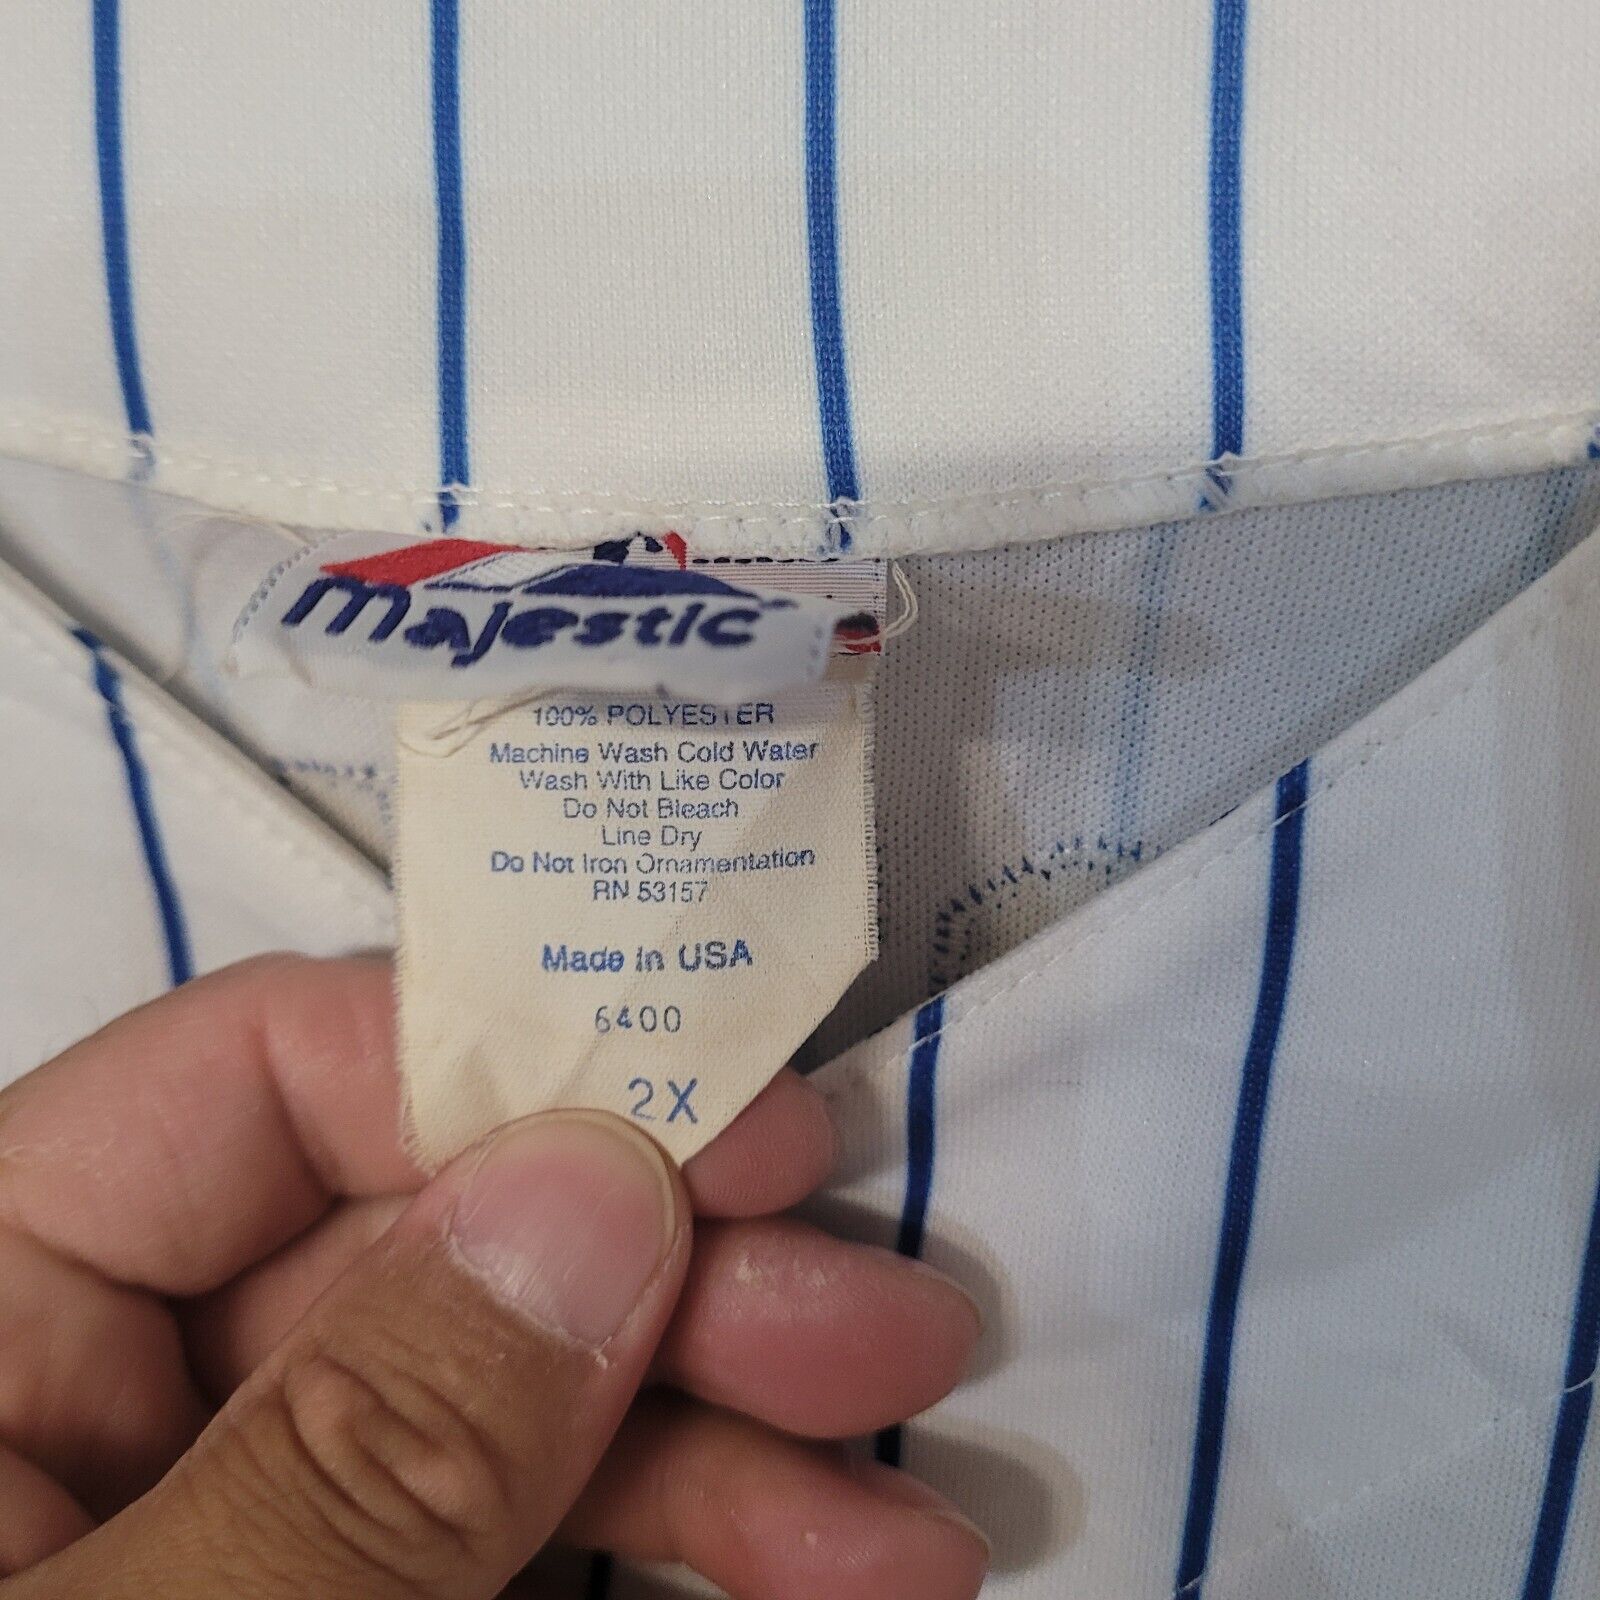 majestic
100% POLYESTER
Machine Wash Cold Water
Wash With Like Color
Do Not Bleach
Line Dry
Do Not Iron Ornamentation
RN 53157
Made in USA
6400
2X